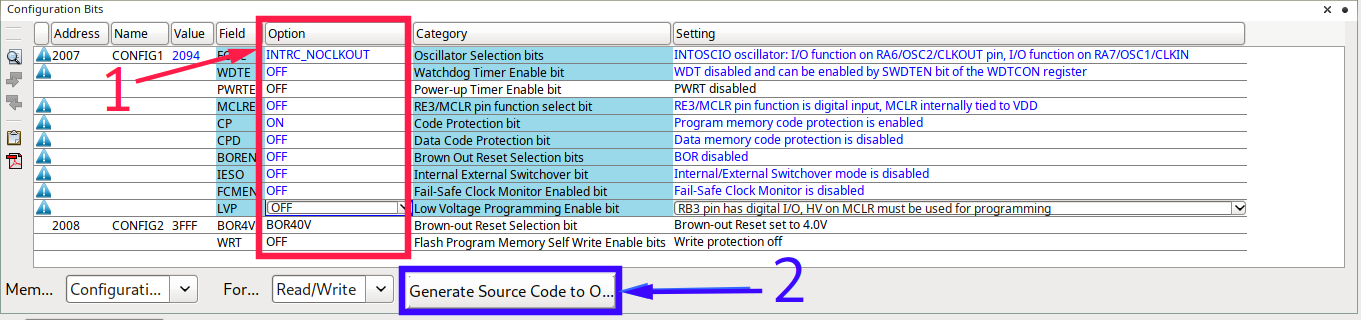 Configuration Bits
Address Name Value Field Option Category Setting
2007 CONFIG1 2094 INTRC_NOCLKOUT Oscillator Selection bits INTOSCIO oscillator: I/O function on RA6/OSC2/CLKOUT pin, I/O function on RA7/OSC1/CLKIN
WDTE OFF Watchdog Timer Enable bit WDT disabled and can be enabled by SWDTEN bit of the WDTCON register
PWRTE OFF Power-up Timer Enable bit PWRT disabled
MCLRE OFF RE3/MCLR pin function select bit RE3/MCLR pin function is digital input, MCLR internally tied to VDD
CP ON Code Protection bit Program memory code protection is enabled
CPD OFF Data Code Protection bit Data memory code protection is disabled
BOREN OFF Brown Out Reset Selection bits BOR disabled
IESO OFF Internal External Switchover bit Internal/External Switchover mode is disabled
FCMEN OFF Fail-Safe Clock Monitor Enabled bit Fail-Safe Clock Monitor is disabled
LVP OFF Low Voltage Programming Enable bit RB3 pin has digital I/O, HV on MCLR must be used for programming
2008 CONFIG2 3FFF BOR4V BOR40V Brown-out Reset Selection bit Brown-out Reset set to 4.0V
WRT OFF Flash Program Memory Self Write Enable bits Write protection off
1
Mem... Configurati... For... Read/Write Generate Source Code to O... 2